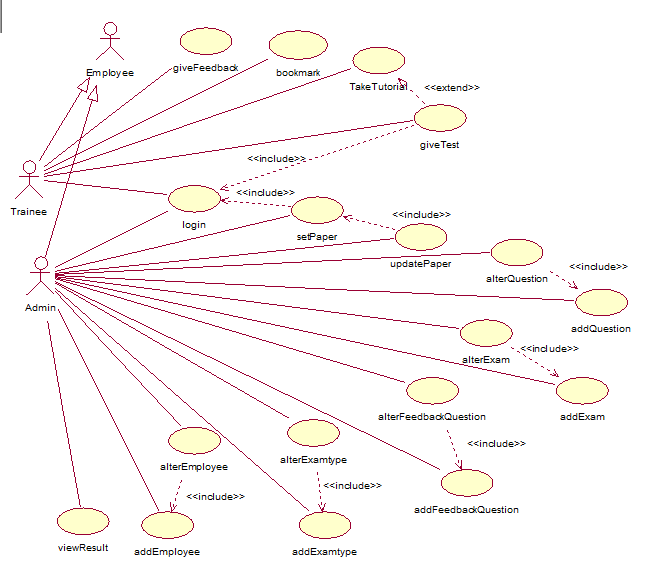 Employee
giveFeedback
bookmark
TakeTutorial
<<extend>>
giveTest
<<include>>
Trainee
login
<<include>>
setPaper
<<include>>
updatePaper
alterQuestion
<<include>>
addQuestion
Admin
alterExam
<<include>>
addExam
alterFeedbackQuestion
<<include>>
addFeedbackQuestion
alterEmployee
<<include>>
alterExamtype
<<include>>
viewResult
addEmployee
addExamtype